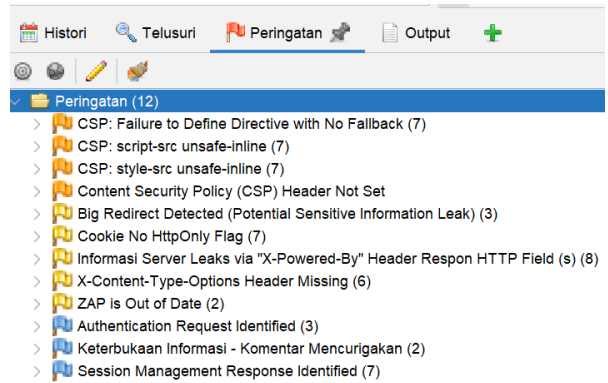 Histori Telusuri Peringatan Output
Peringatan (12)
CSP: Failure to Define Directive with No Fallback (7)
CSP: script-src unsafe-inline (7)
CSP: style-src unsafe-inline (7)
Content Security Policy (CSP) Header Not Set
Big Redirect Detected (Potential Sensitive Information Leak) (3)
Cookie No HttpOnly Flag (7)
Informasi Server Leaks via "X-Powered-By" Header Respon HTTP Field (s) (8)
X-Content-Type-Options Header Missing (6)
ZAP is Out of Date (2)
Authentication Request Identified (3)
Keterbukaan Informasi - Komentar Mencurigakan (2)
Session Management Response Identified (7)